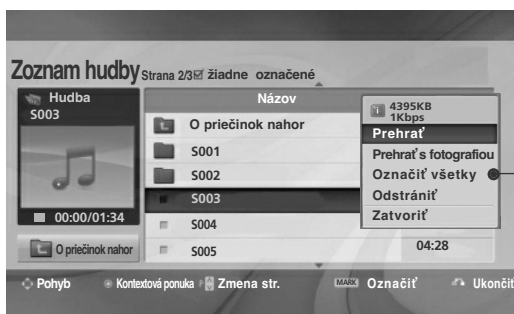 Zoznam hudby Strana 2/3 žiadne označené
Hudba
S003
00:00/01:34
O priečinok nahor
Názov
O priečinok nahor
S001
S002
S003
S004
S005
04:28
4395KB
1Kbps
Prehrať
Prehrať s fotografiou
Označiť všetky
Odstrániť
Zatvoriť
Pohyb Kontextová ponuka P Zmena str. MARK Označiť Ukončiť